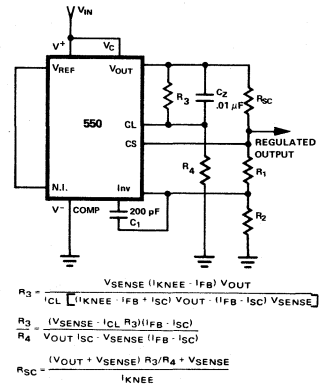 VIN
V+ VC
VREF VOUT
R3 CZ .01 µF RSC
550 CL
CS
REGULATED OUTPUT
R4 R1
N.I. Inv
V- COMP 200 pF R2
C1
R3 = VSENSE (IKNEE - IFB) VOUT / ICL [(IKNEE - IFB + ISC) VOUT - (IFB - ISC) VSENSE]
R3/R4 = (VSENSE - ICL R3)(IFB - ISC) / VOUT ISC - VSENSE (IFB - ISC)
RSC = (VOUT + VSENSE) R3/R4 + VSENSE / IKNEE